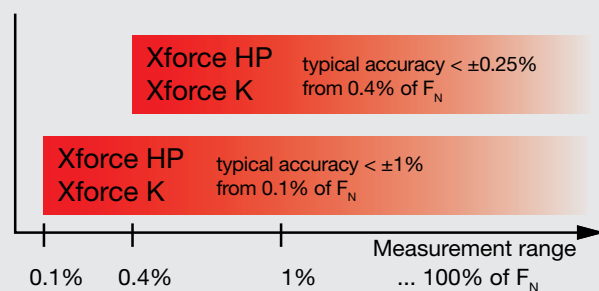 Xforce HP
Xforce K
typical accuracy < ±0.25%
from 0.4% of FN
Xforce HP
Xforce K
typical accuracy < ±1%
from 0.1% of FN
Measurement range
0.1% 0.4% 1% ... 100% of FN